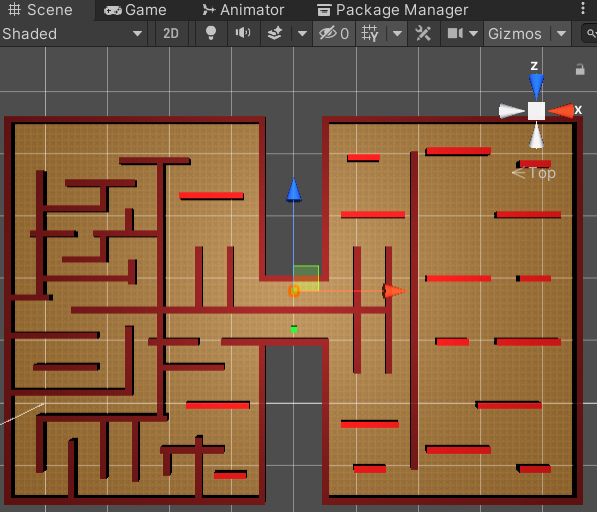 Scene Game Animator Package Manager
Shaded 2D 0 Gizmos
z
x
Top